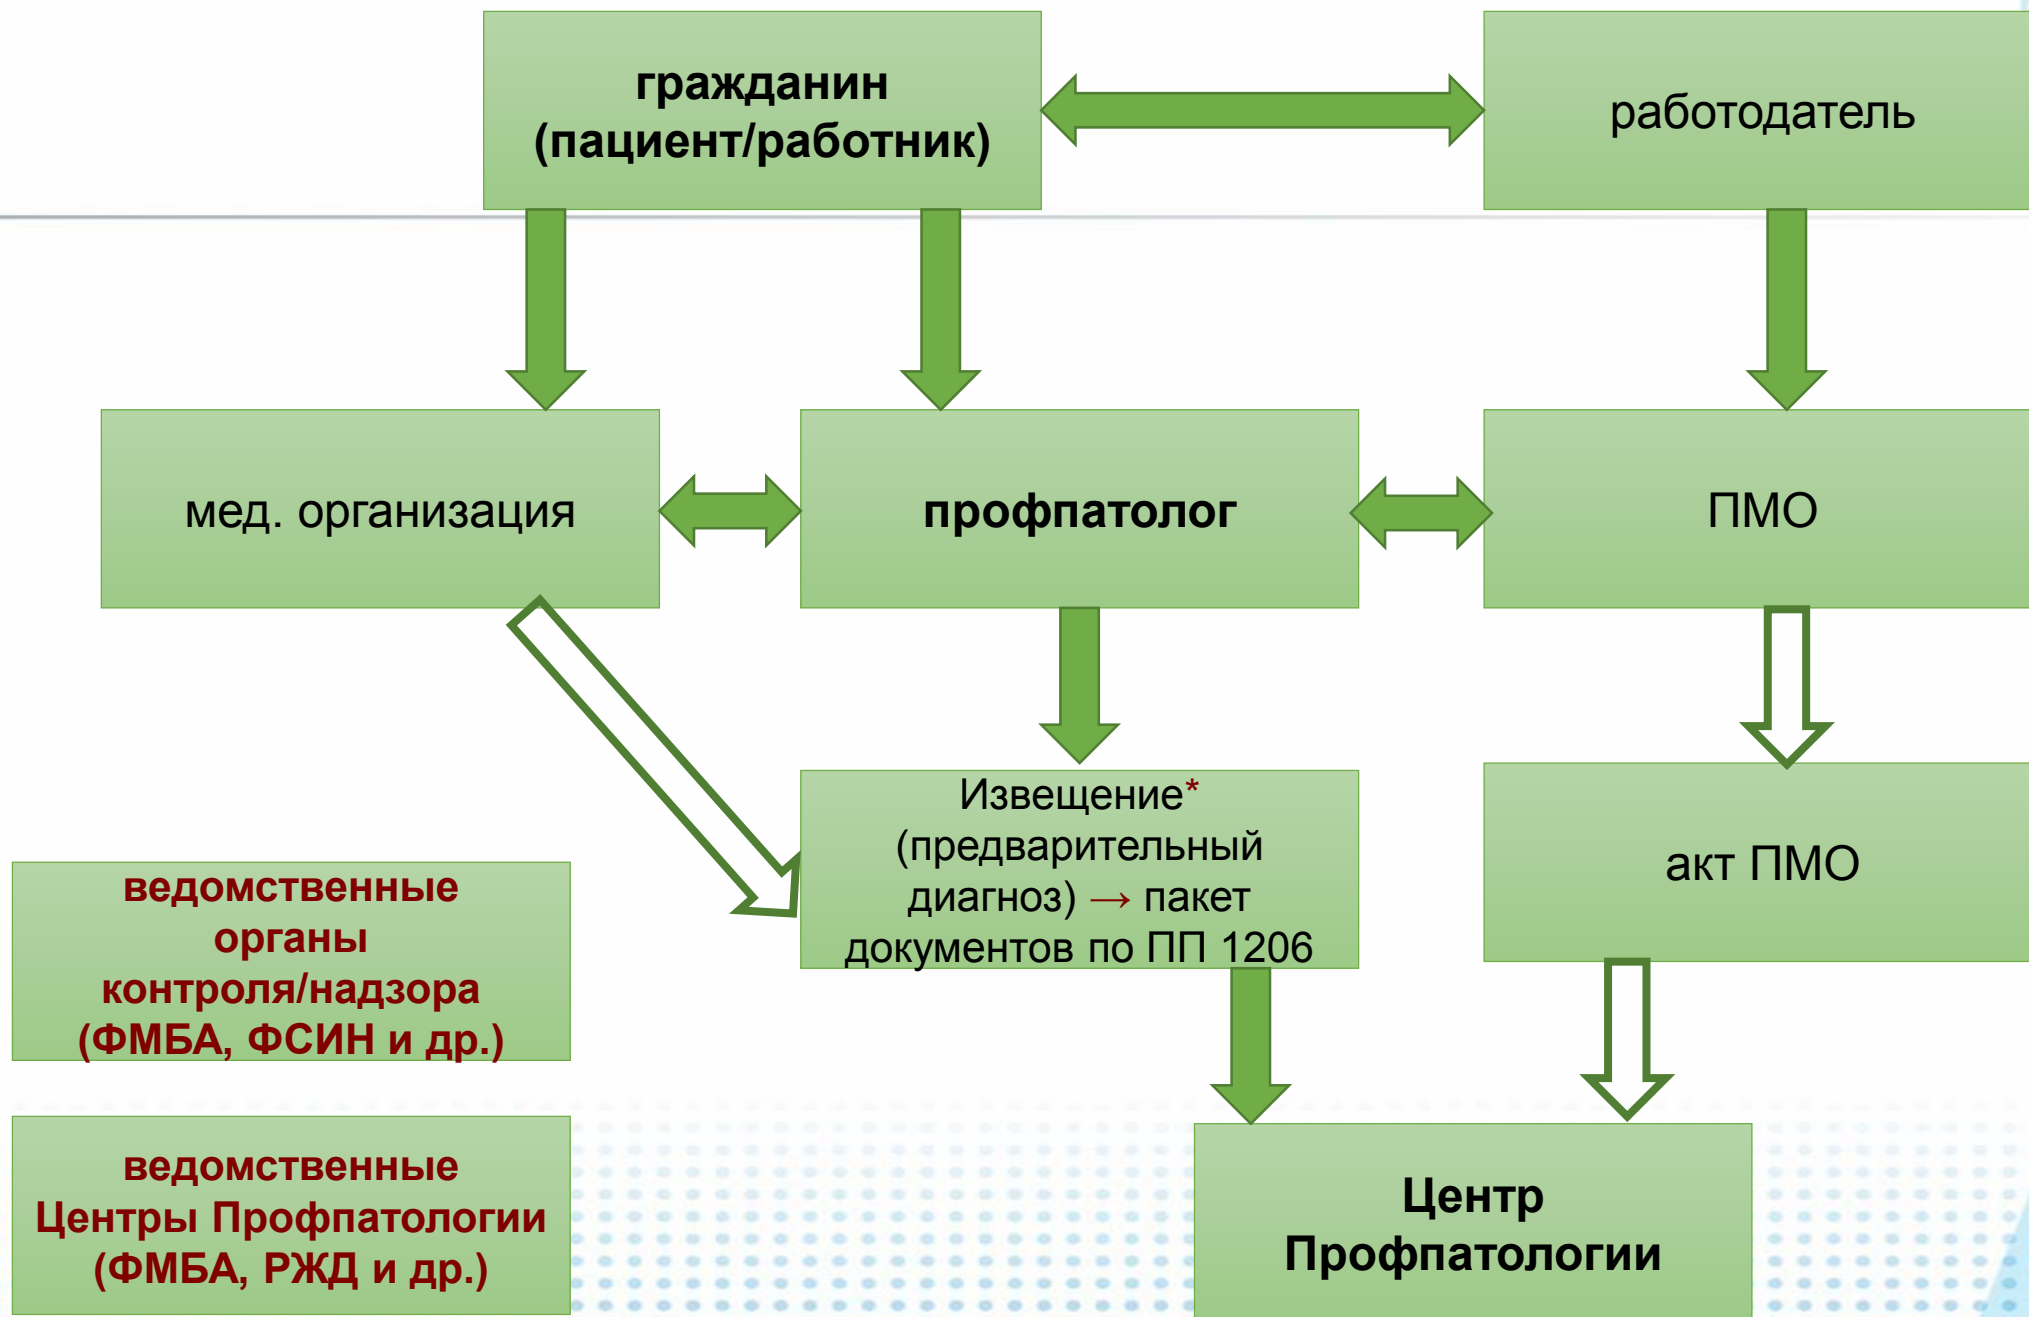 гражданин
(пациент/работник)
работодатель
мед. организация
профпатолог
ПМО
Извещение*
(предварительный
диагноз) → пакет
документов по ПП 1206
акт ПМО
ведомственные
органы
контроля/надзора
(ФМБА, ФСИН и др.)
ведомственные
Центры Профпатологии
(ФМБА, РЖД и др.)
Центр
Профпатологии